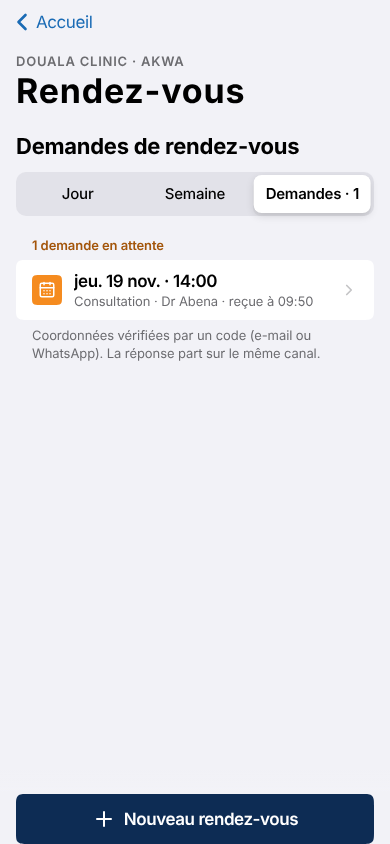 Accueil
DOUALA CLINIC · AKWA
Rendez-vous
Demandes de rendez-vous
Jour
Semaine
Demandes · 1
1 demande en attente
jeu. 19 nov. · 14:00
Consultation · Dr Abena · reçue à 09:50
Coordonnées vérifiées par un code (e-mail ou
WhatsApp). La réponse part sur le même canal.
Nouveau rendez-vous